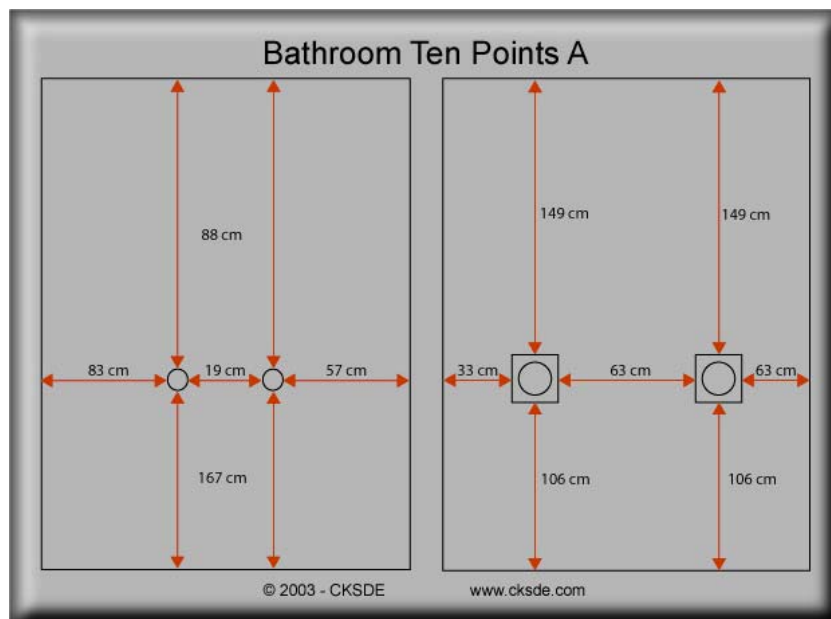 Bathroom Ten Points A
88 cm
83 cm
19 cm
57 cm
167 cm
149 cm
149 cm
33 cm
63 cm
63 cm
106 cm
106 cm
© 2003 - CKSDE
www.cksde.com